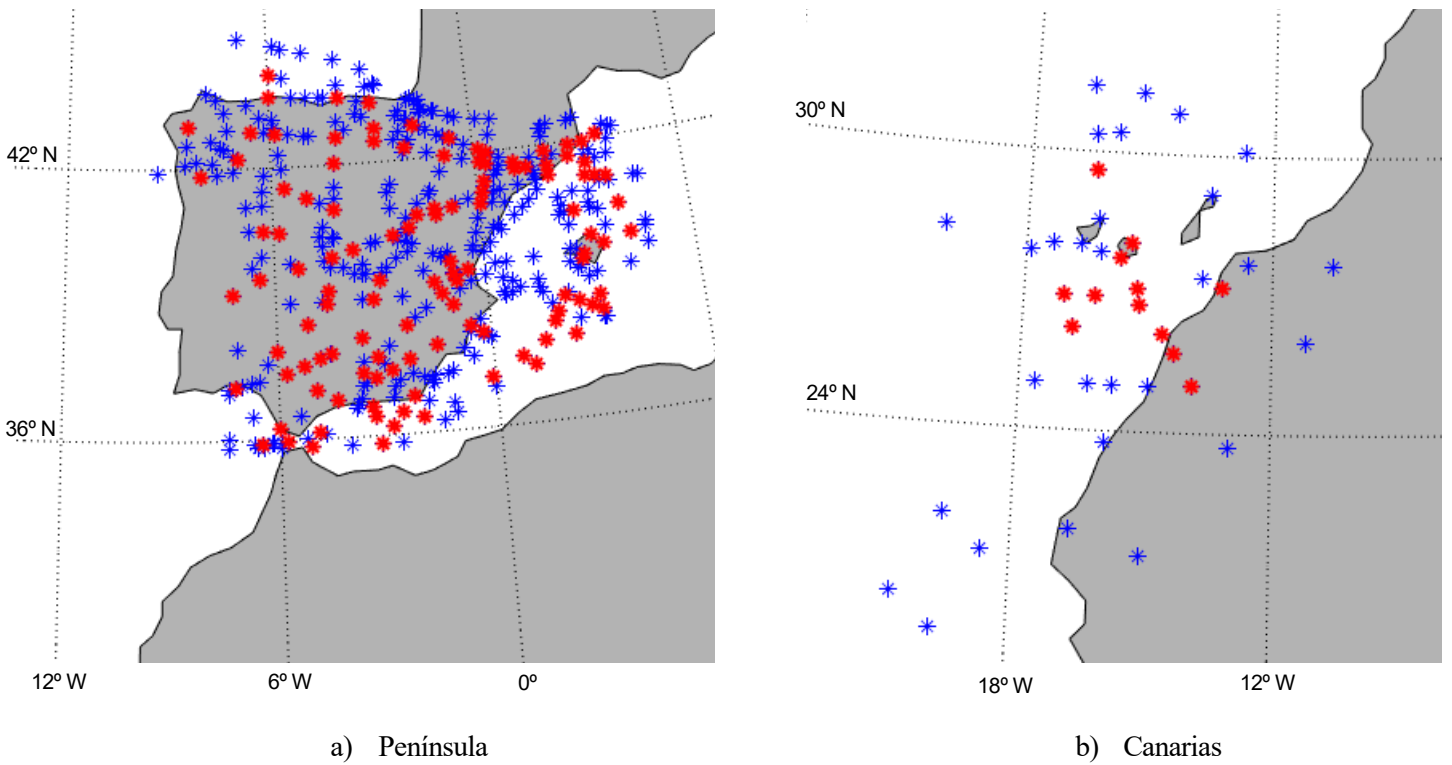 42º N
36º N
12º W
6º W
0º
a) Península
30º N
24º N
18º W
12º W
b) Canarias